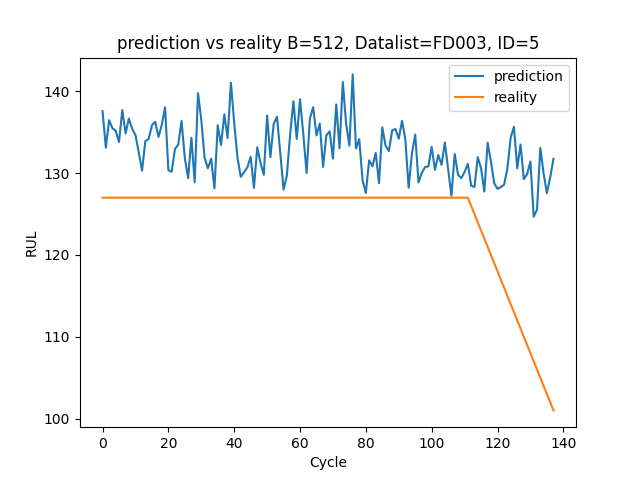 prediction vs reality B=512, Datalist=FD003, ID=5
prediction
reality
140
130
120
110
100
RUL
0 20 40 60 80 100 120 140
Cycle